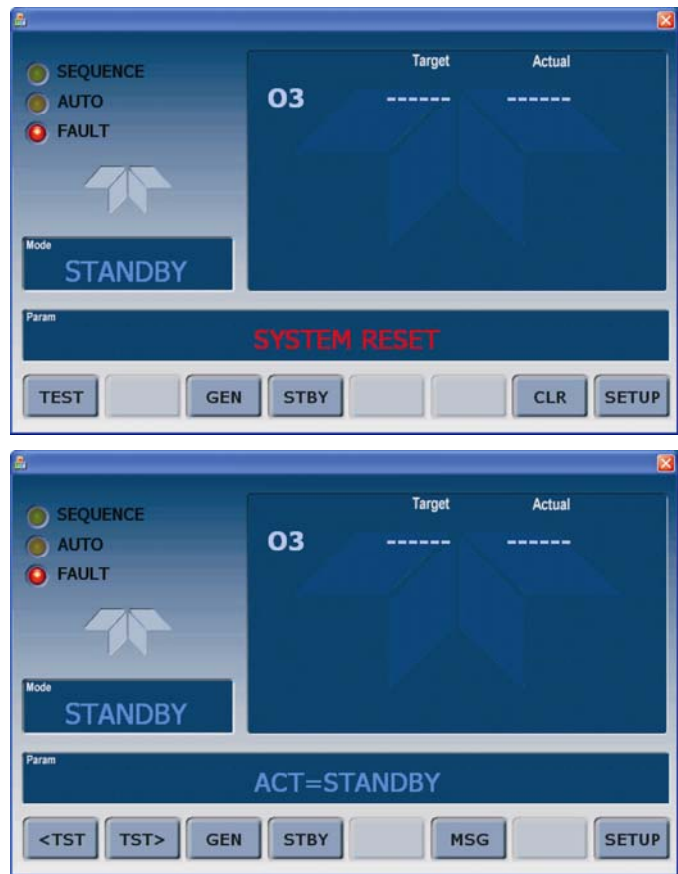 Target Actual
SEQUENCE
O3 ------ ------
AUTO
FAULT
Mode
STANDBY
Param
SYSTEM RESET
TEST GEN STBY CLR SETUP
Target Actual
SEQUENCE
O3 ------ ------
AUTO
FAULT
Mode
STANDBY
Param
ACT=STANDBY
<TST TST> GEN STBY MSG SETUP